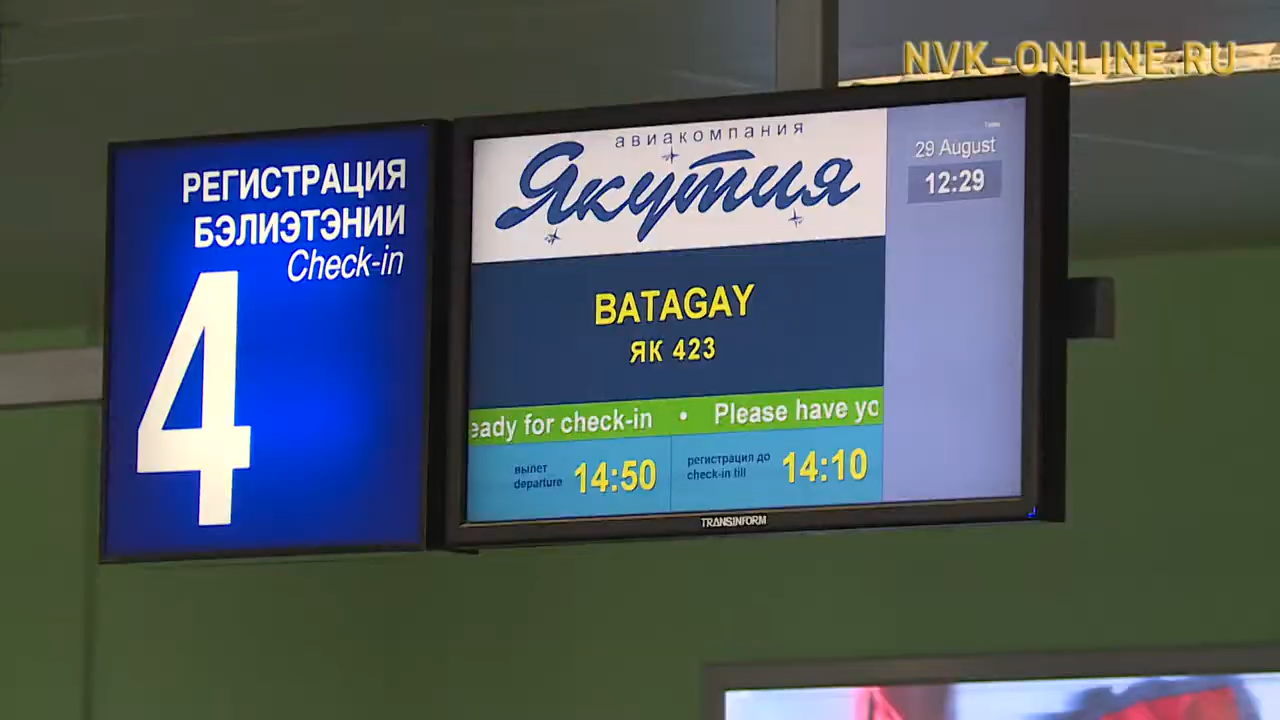 NVK-ONLINE.RU
РЕГИСТРАЦИЯ
БЭЛИЭТЭНИИ
Check-in
4
авиакомпания
Якутия
29 August
12:29
BATAGAY
ЯК 423
eady for check-in • Please have yo
вылет
departure
14:50
регистрация до
check-in till
14:10
TRANSINFORM